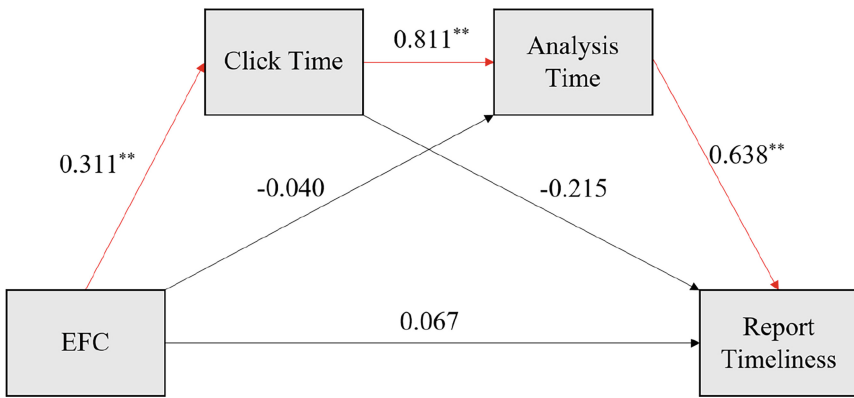 Click Time
0.811**
Analysis
Time
0.311**
-0.040
-0.215
0.638**
EFC
0.067
Report
Timeliness